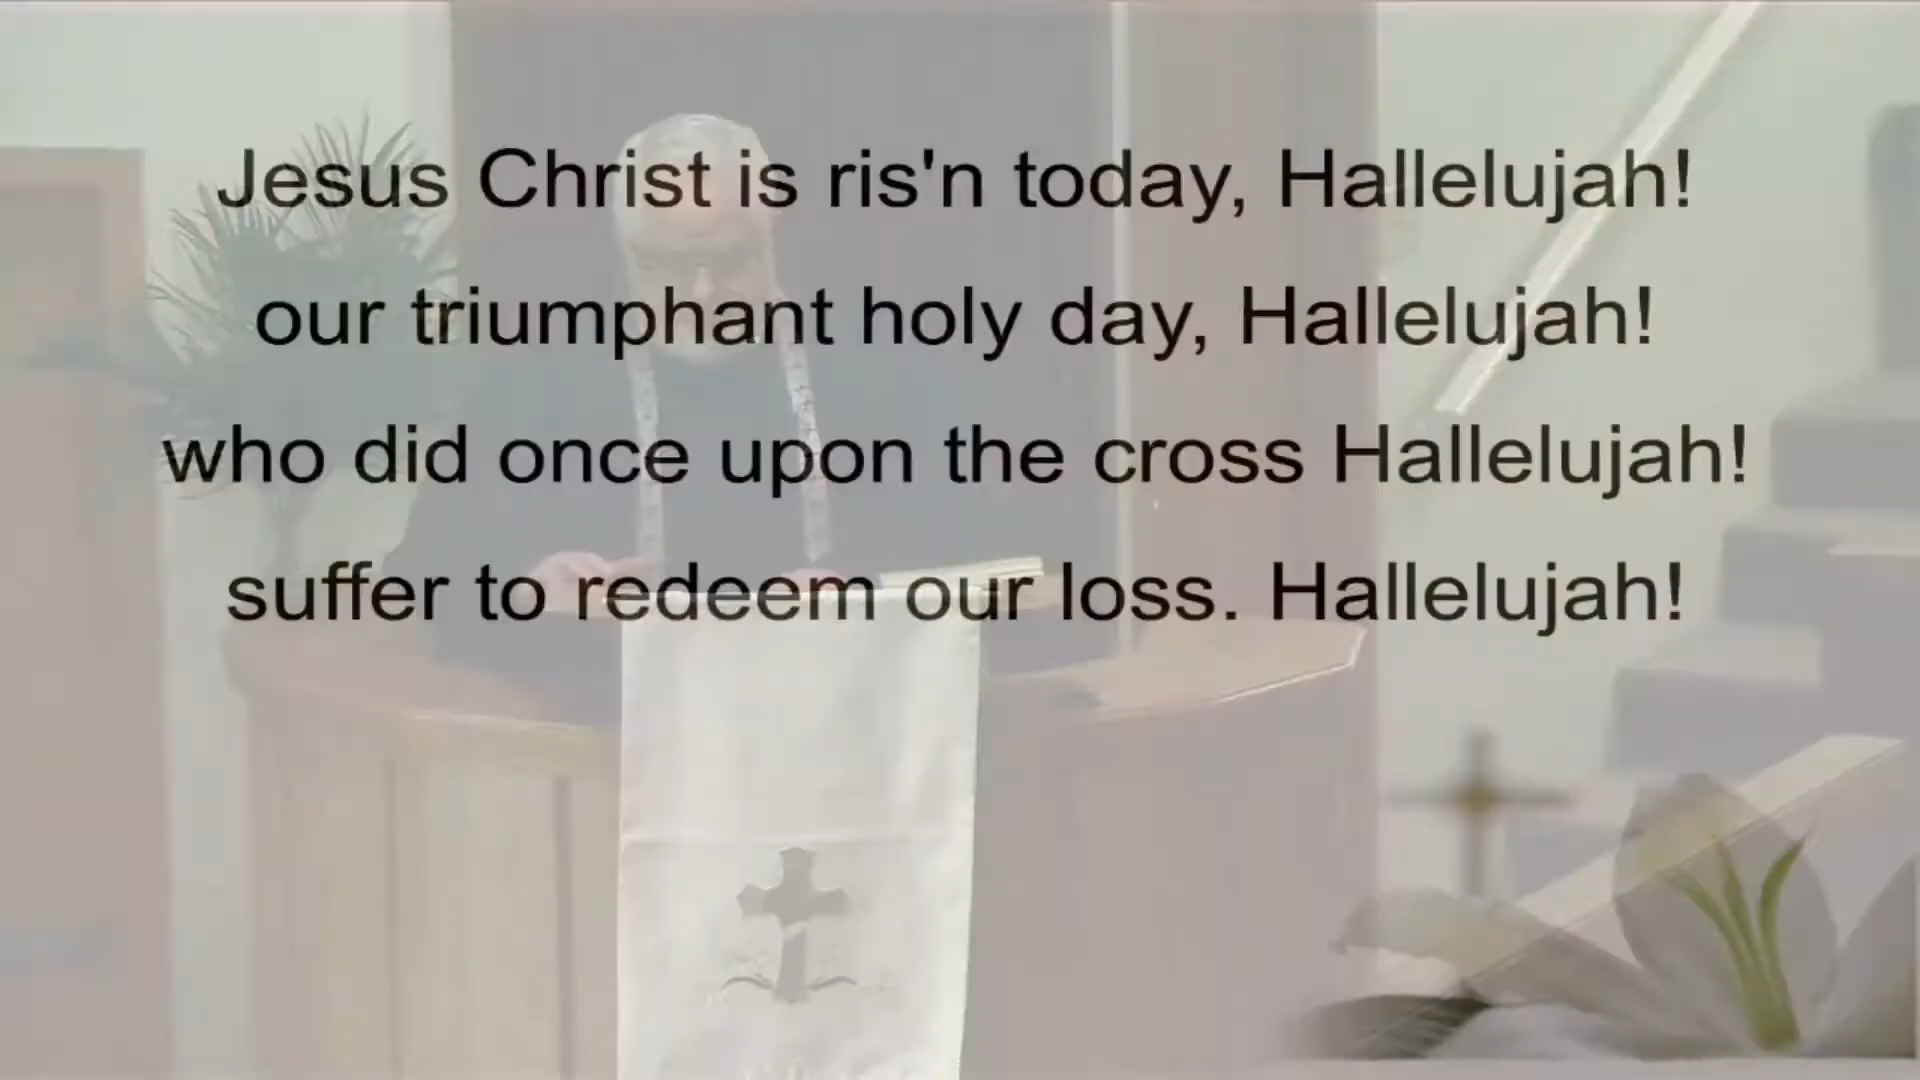 Jesus Christ is ris'n today, Hallelujah!
our triumphant holy day, Hallelujah!
who did once upon the cross Hallelujah!
suffer to redeem our loss. Hallelujah!